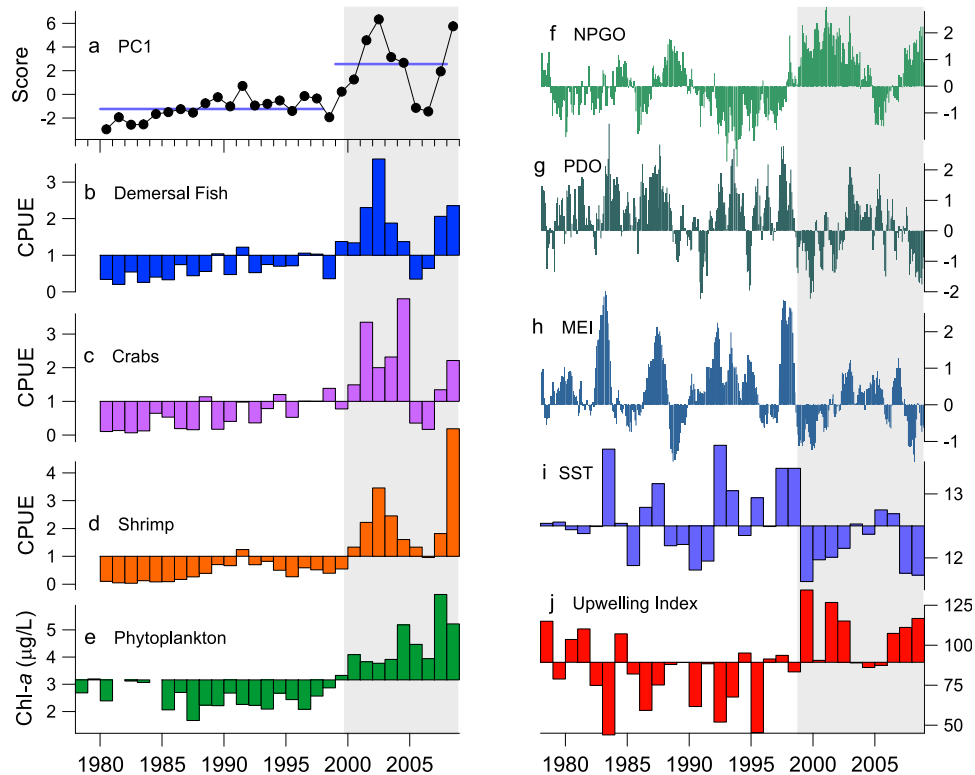 a PC1
Score
6
4
2
0
-2
b Demersal Fish
CPUE
3
2
1
0
c Crabs
CPUE
3
2
1
0
d Shrimp
CPUE
4
3
2
1
0
e Phytoplankton
Chl-a (µg/L)
5
4
3
2
1980 1985 1990 1995 2000 2005
f NPGO
2
1
0
-1
g PDO
2
1
0
-1
-2
h MEI
2
1
0
-1
i SST
13
12
j Upwelling Index
125
100
75
50
1980 1985 1990 1995 2000 2005